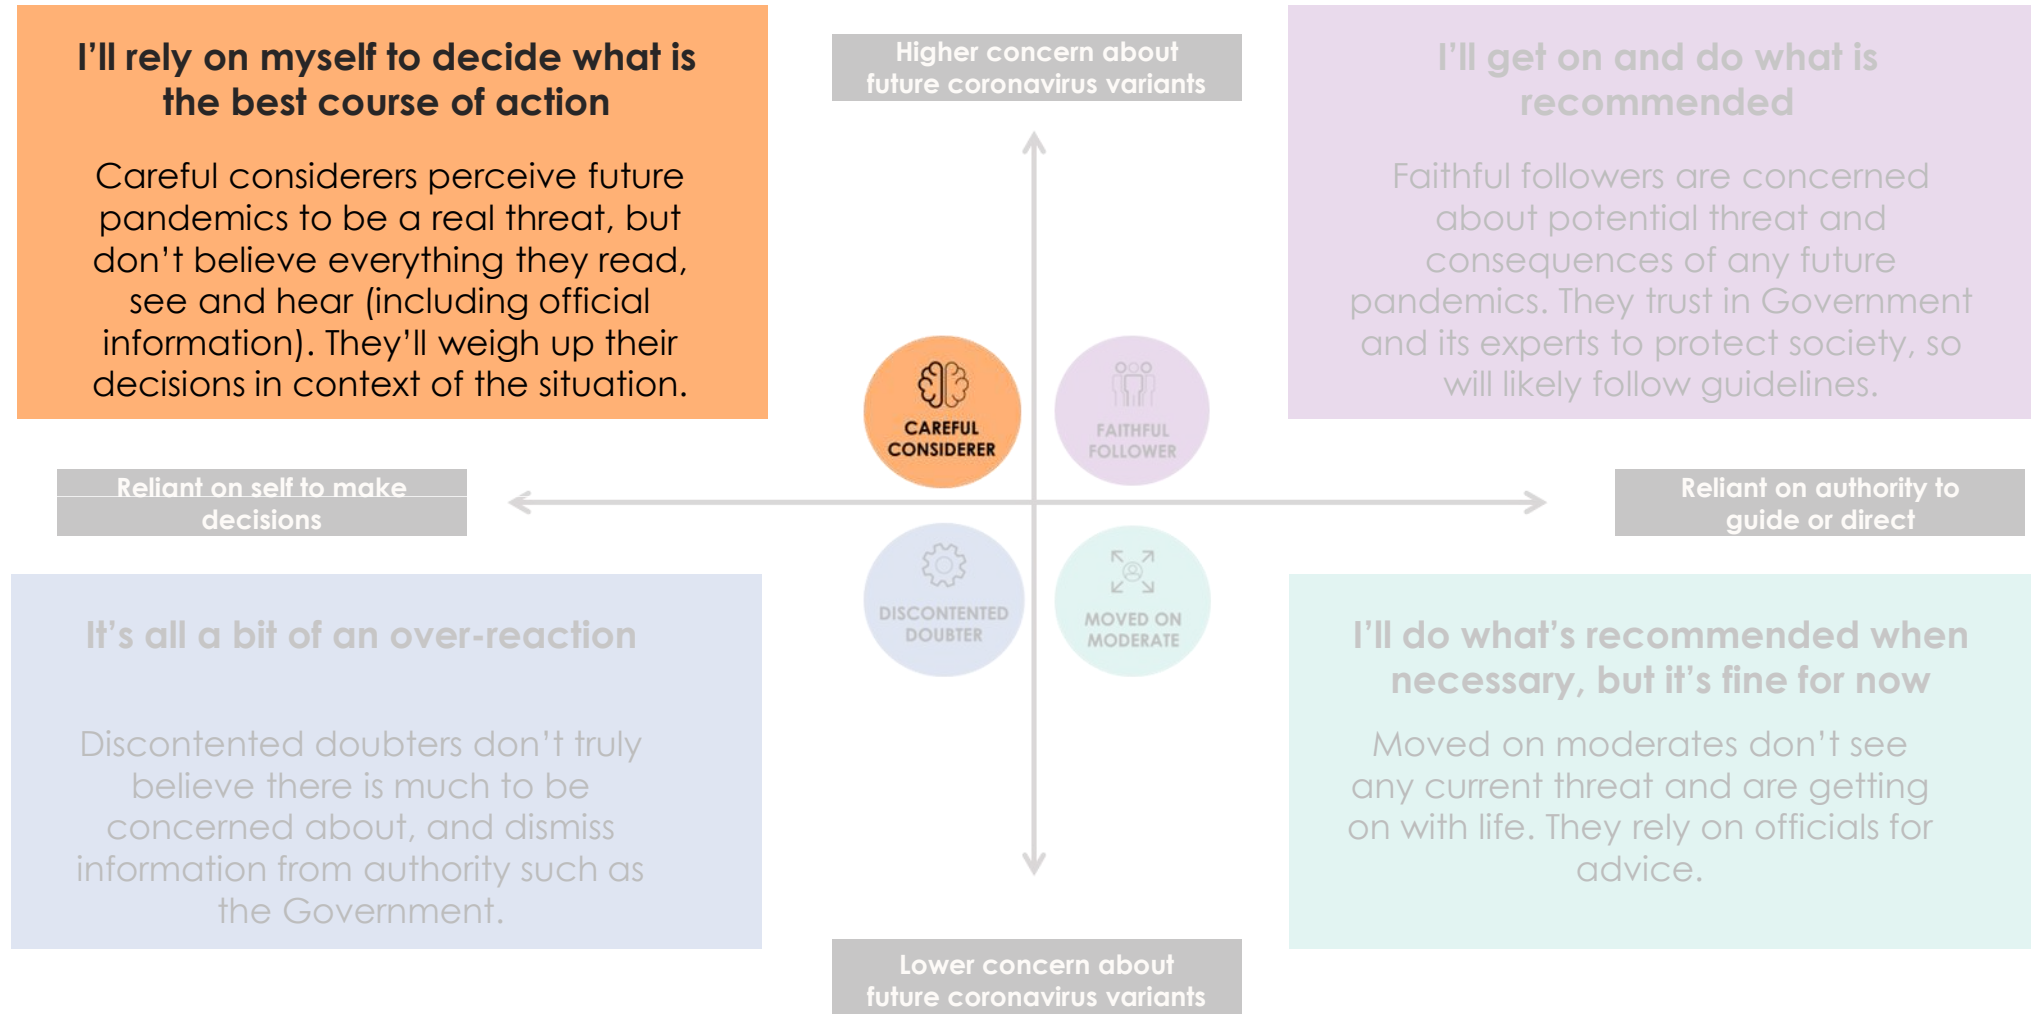 I'll rely on myself to decide what is
the best course of action
Careful considerers perceive future
pandemics to be a real threat, but
don't believe everything they read,
see and hear (including official
information). They'll weigh up their
decisions in context of the situation.
Higher concern about
future coronavirus variants
I'll get on and do what is
recommended
Faithful followers are concerned
about potential threat and
consequences of any future
pandemics. They trust in Government
and its experts to protect society, so
will likely follow guidelines.
CAREFUL
CONSIDERER
FAITHFUL
FOLLOWER
Reliant on self to make
decisions
Reliant on authority to
guide or direct
DISCONTENTED
DOUBTER
MOVED ON
MODERATE
It's all a bit of an over-reaction
Discontented doubters don't truly
believe there is much to be
concerned about, and dismiss
information from authority such as
the Government.
I'll do what's recommended when
necessary, but it's fine for now
Moved on moderates don't see
any current threat and are getting
on with life. They rely on officials for
advice.
Lower concern about
future coronavirus variants